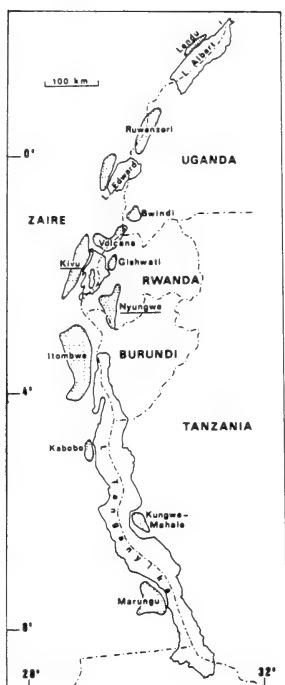 Lendu
L. Albert
100 km
Ruwenzori
0°
UGANDA
L. Edward
Bwindi
ZAIRE
Volcans
Kivu
Gishwati
RWANDA
Nyungwe
Itombwe
BURUNDI
4°
TANZANIA
Kabobo
L. Tanganyika
Kungwe-
Mahale
Marungu
8°
28°
32°